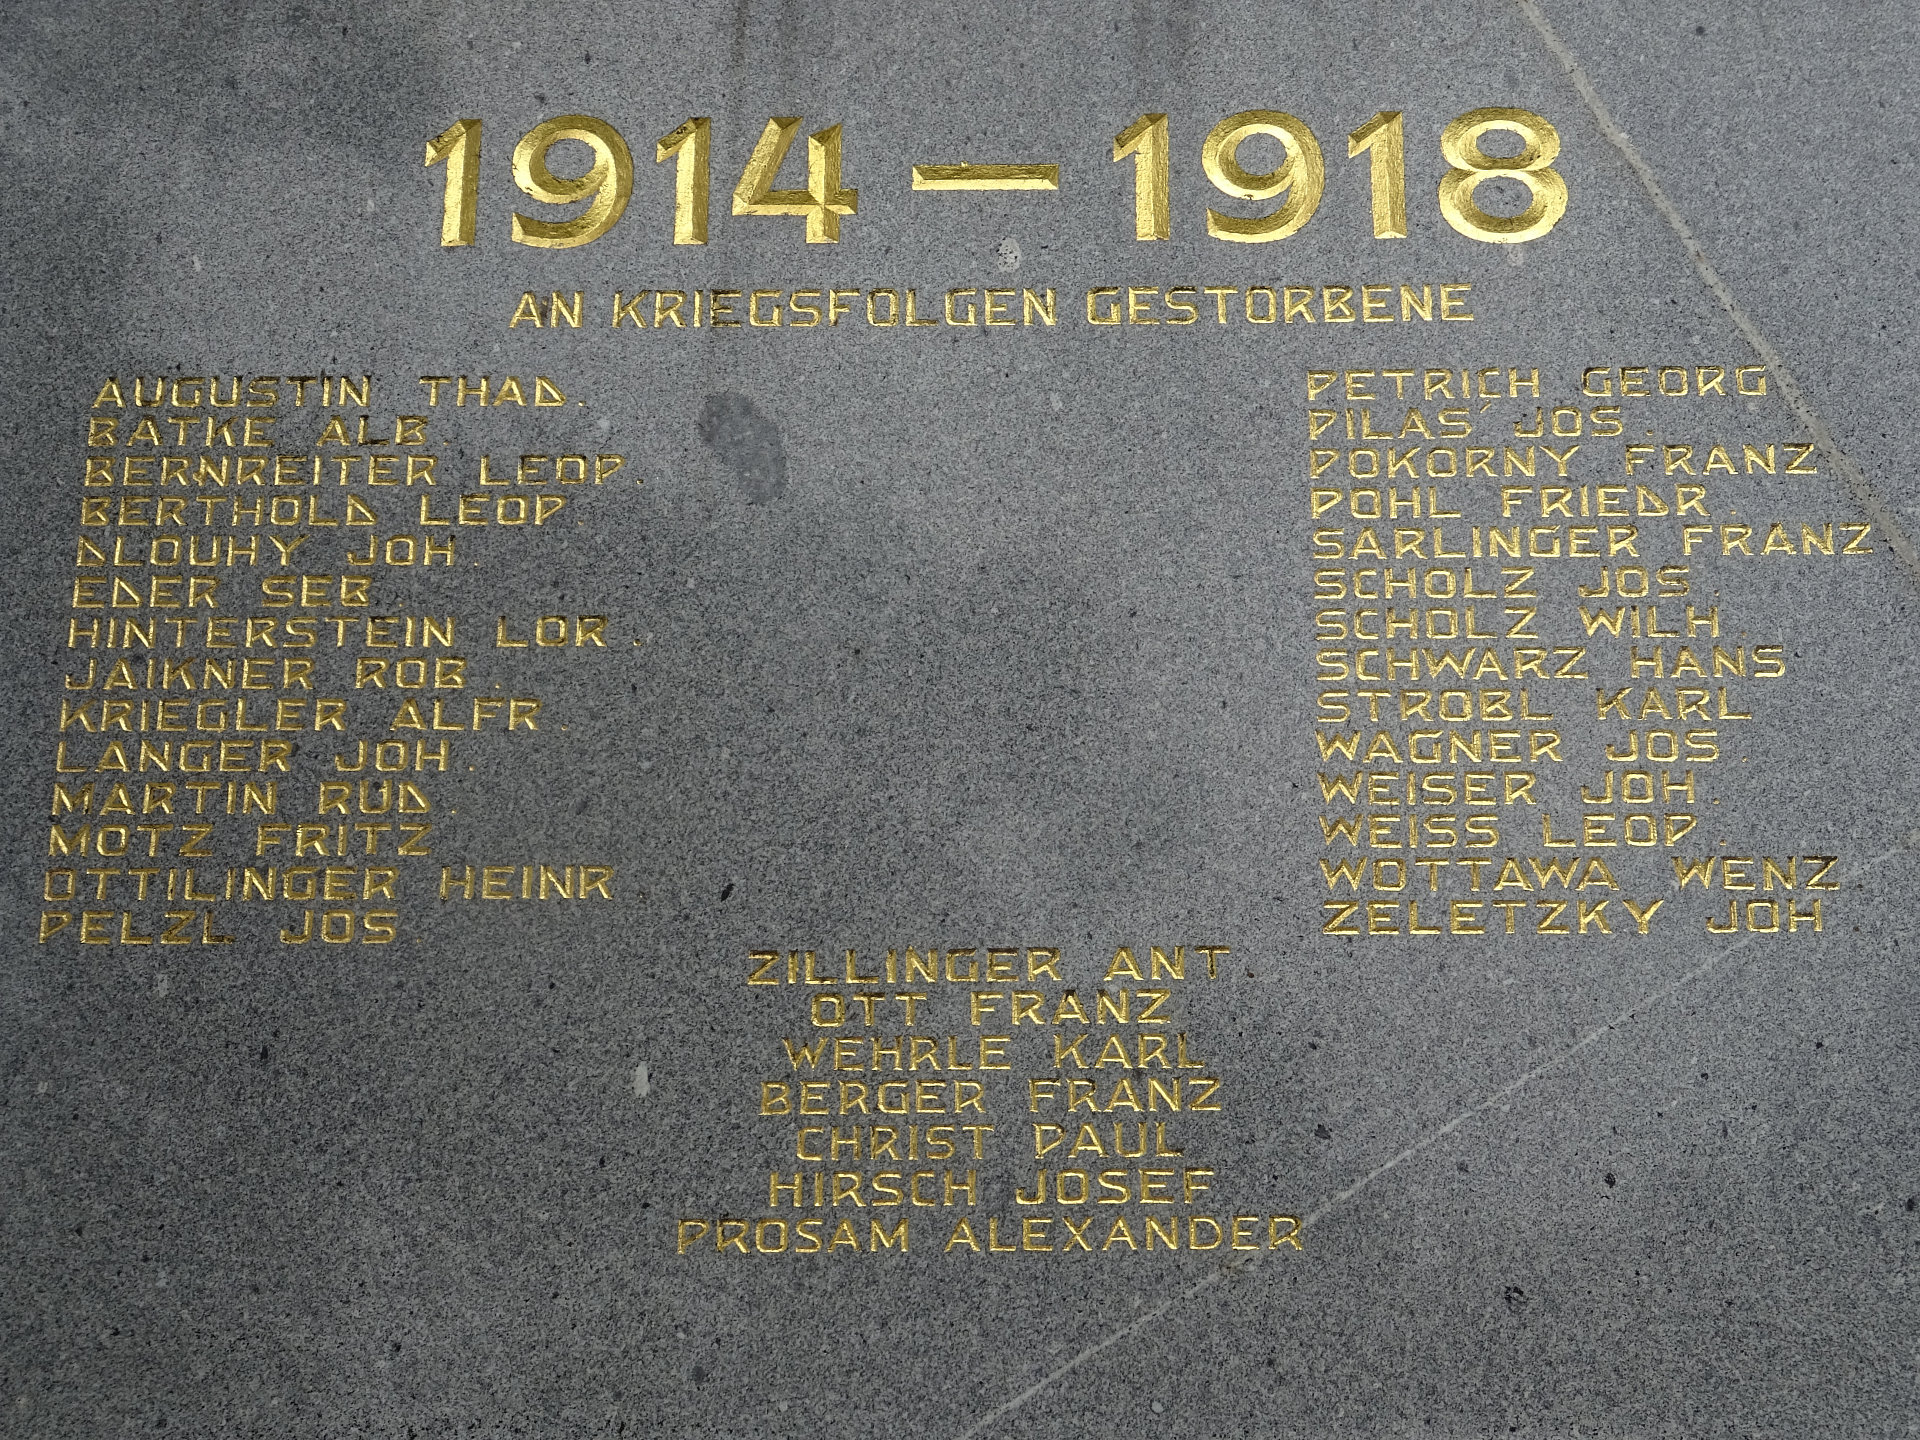 1914 — 1918
AN KRIEGSFOLGEN GESTORBENE
AUGUSTIN THAD.
BATKE ALB.
BERNREITER LEOP.
BERTHOLD LEOP.
DLOUHY JOH.
EDER SEB.
HINTERSTEIN LOR.
JAIKNER ROB.
KRIEGLER ALFR.
LANGER JOH.
MARTIN RUD.
MOTZ FRITZ
OTTILINGER HEINR
PELZL JOS.
PETRICH GEORG
PILAS´ JOS.
POKORNY FRANZ
POHL FRIEDR.
SARLINGER FRANZ
SCHOLZ JOS.
SCHOLZ WILH.
SCHWARZ HANS
STROBL KARL
WAGNER JOS.
WEISER JOH.
WEISS LEOP.
WOTTAWA WENZ
ZELETZKY JOH
ZILLINGER ANT.
OTT FRANZ
WEHRLE KARL
BERGER FRANZ
CHRIST PAUL
HIRSCH JOSEF
PROSAM ALEXANDER